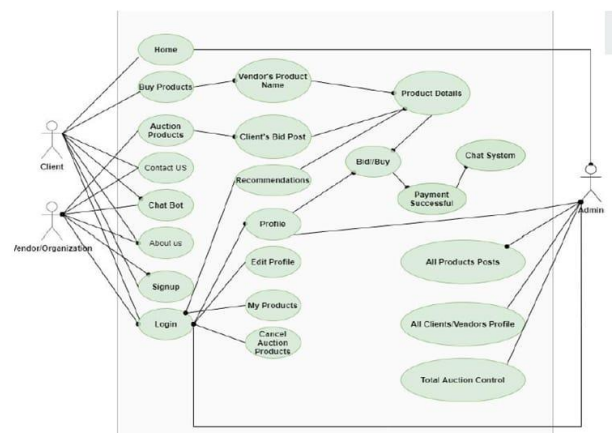 Home
Buy Products
Vendor's Product
Name
Product Details
Auction
Products
Client's Bid Post
Client
Contact US
Bid/Buy
Chat System
Recommendations
Chat Bot
Payment
Successful
Admin
Vendor/Organization
About us
Profile
Edit Profile
All Products Posts
Signup
My Products
Login
All Clients/Vendors Profile
Cancel
Auction
Products
Total Auction Control